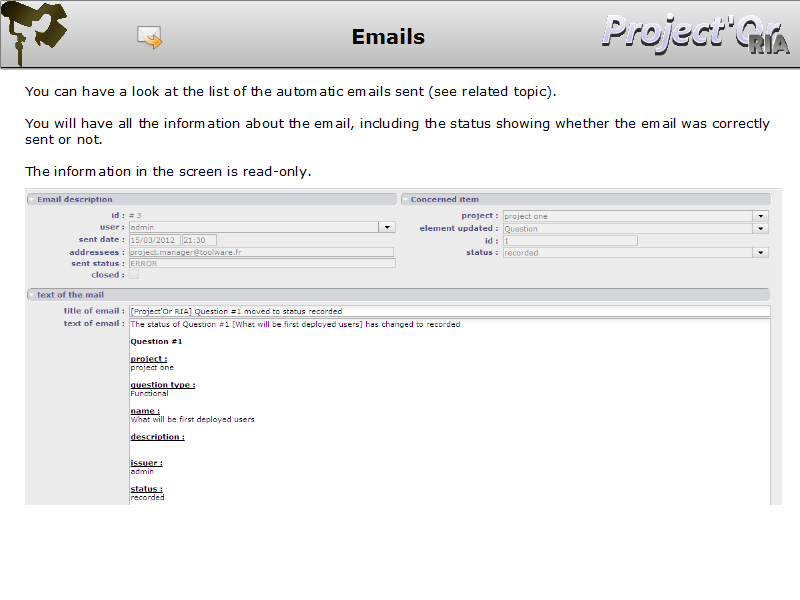 Emails
Project'Or
RIA
You can have a look at the list of the automatic emails sent (see related topic).
You will have all the information about the email, including the status showing whether the email was correctly
sent or not.
The information in the screen is read-only.
Email description
id : # 3
user : admin
sent date : 15/03/2012 21:30
addressees : project.manager@toolware.fr
sent status : ERROR
closed :
Concerned item
project : project one
element updated : Question
id : 1
status : recorded
text of the mail
title of email : [Project'Or RIA] Question #1 moved to status recorded
text of email : The status of Question #1 [What will be first deployed users] has changed to recorded
Question #1
project :
project one
question type :
Functional
name :
What will be first deployed users
description :
issuer :
admin
status :
recorded